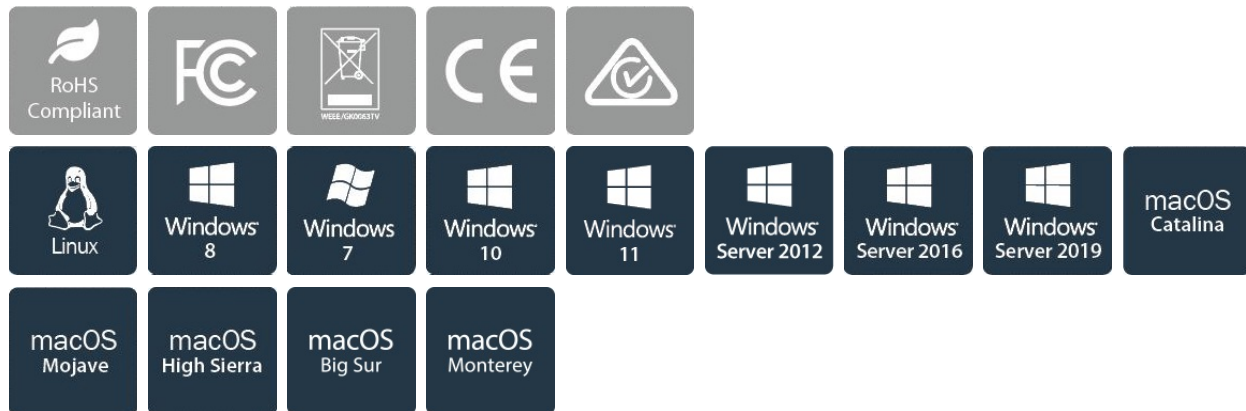 RoHS
Compliant
FC
WEEE/GK0063TV
CE
Linux
Windows
8
Windows
7
Windows
10
Windows
11
Windows
Server 2012
Windows
Server 2016
Windows
Server 2019
macOS
Catalina
macOS
Mojave
macOS
High Sierra
macOS
Big Sur
macOS
Monterey